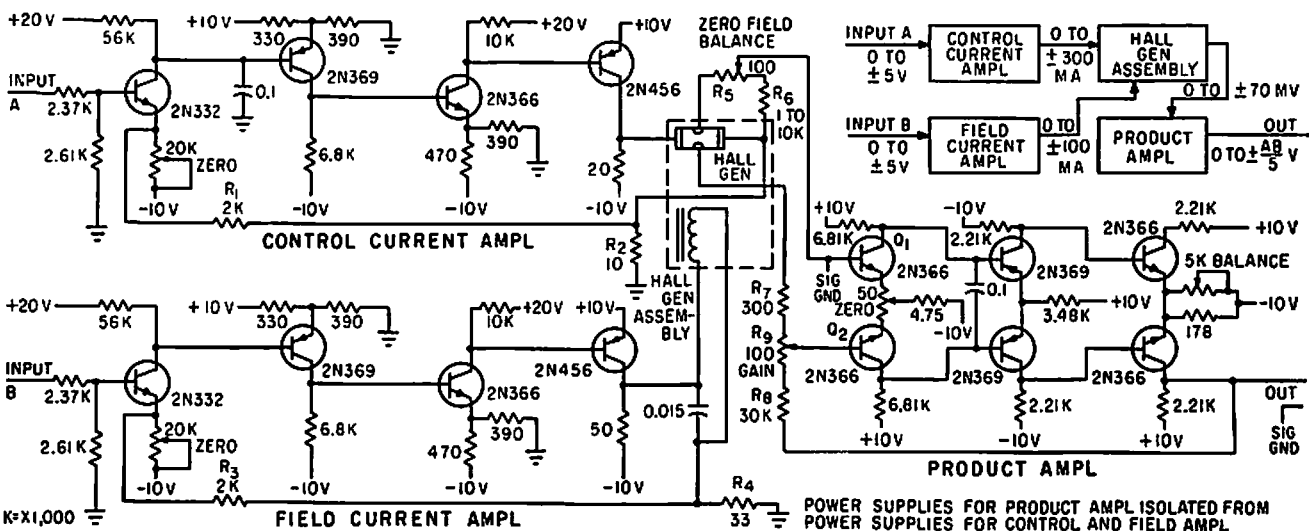 +20V
56K
+10V
330
390
+20V
10K
+10V
ZERO FIELD
BALANCE
100
R5
R6
1 TO
10K
INPUT
A
2.37K
2N332
0.1
2N369
2N366
2N456
2.61K
20K
ZERO
6.8K
470
390
20
HALL
GEN
-10V
-10V
-10V
-10V
R1
2K
CONTROL CURRENT AMPL
R2
10
HALL
GEN
ASSEMBLY
INPUT A
0 TO
±5V
CONTROL
CURRENT
AMPL
0 TO
±300
MA
HALL
GEN
ASSEMBLY
0 TO ±70 MV
INPUT B
0 TO
±5V
FIELD
CURRENT
AMPL
0 TO
±100
MA
PRODUCT
AMPL
OUT
0 TO ± AB/5 V
+20V
56K
+10V
330
390
10K
+20V
+10V
INPUT
B
2.37K
2N332
2N369
2N366
2N456
2.61K
20K
ZERO
6.8K
470
390
50
0.015
-10V
-10V
-10V
-10V
R3
2K
R4
33
K=X1,000
FIELD CURRENT AMPL
+10V
6.81K
-10V
2.21K
2N366
2.21K
+10V
Q1
2N366
2N369
5K BALANCE
SIG
GND
50
ZERO
4.75
-10V
0.1
3.48K
+10V
-10V
178
R7
300
R9
100
GAIN
R8
30K
Q2
2N366
2N369
2N366
6.81K
2.21K
2.21K
+10V
-10V
+10V
OUT
SIG
GND
PRODUCT AMPL
POWER SUPPLIES FOR PRODUCT AMPL ISOLATED FROM
POWER SUPPLIES FOR CONTROL AND FIELD AMPL